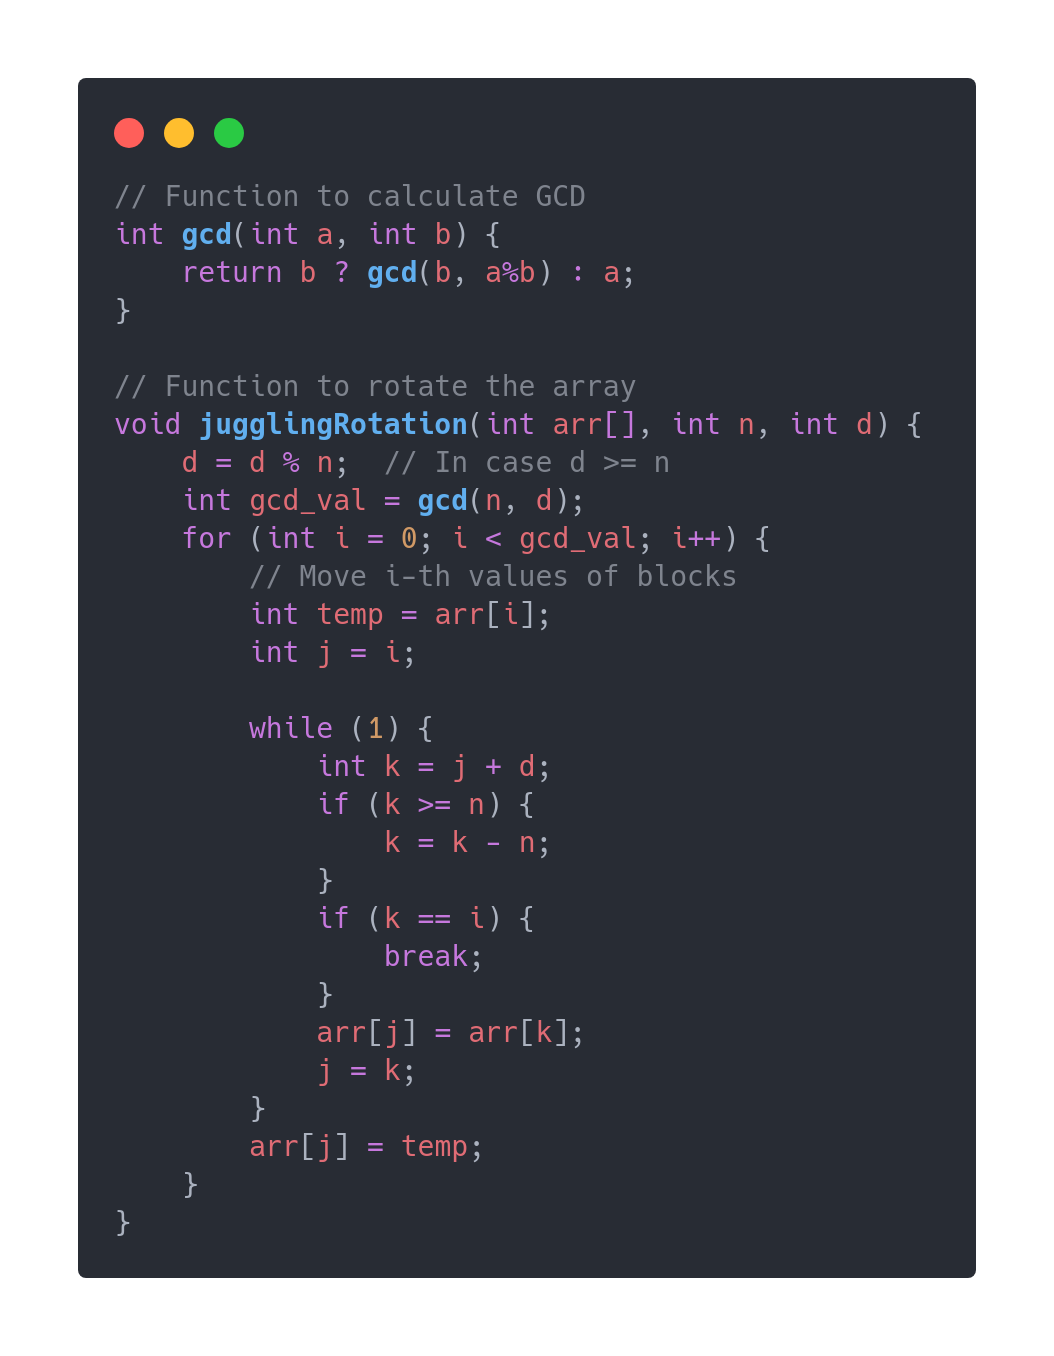 // Function to calculate GCD
int gcd(int a, int b) {
    return b ? gcd(b, a%b) : a;
}

// Function to rotate the array
void jugglingRotation(int arr[], int n, int d) {
    d = d % n;  // In case d >= n
    int gcd_val = gcd(n, d);
    for (int i = 0; i < gcd_val; i++) {
        // Move i-th values of blocks
        int temp = arr[i];
        int j = i;

        while (1) {
            int k = j + d;
            if (k >= n) {
                k = k - n;
            }
            if (k == i) {
                break;
            }
            arr[j] = arr[k];
            j = k;
        }
        arr[j] = temp;
    }
}